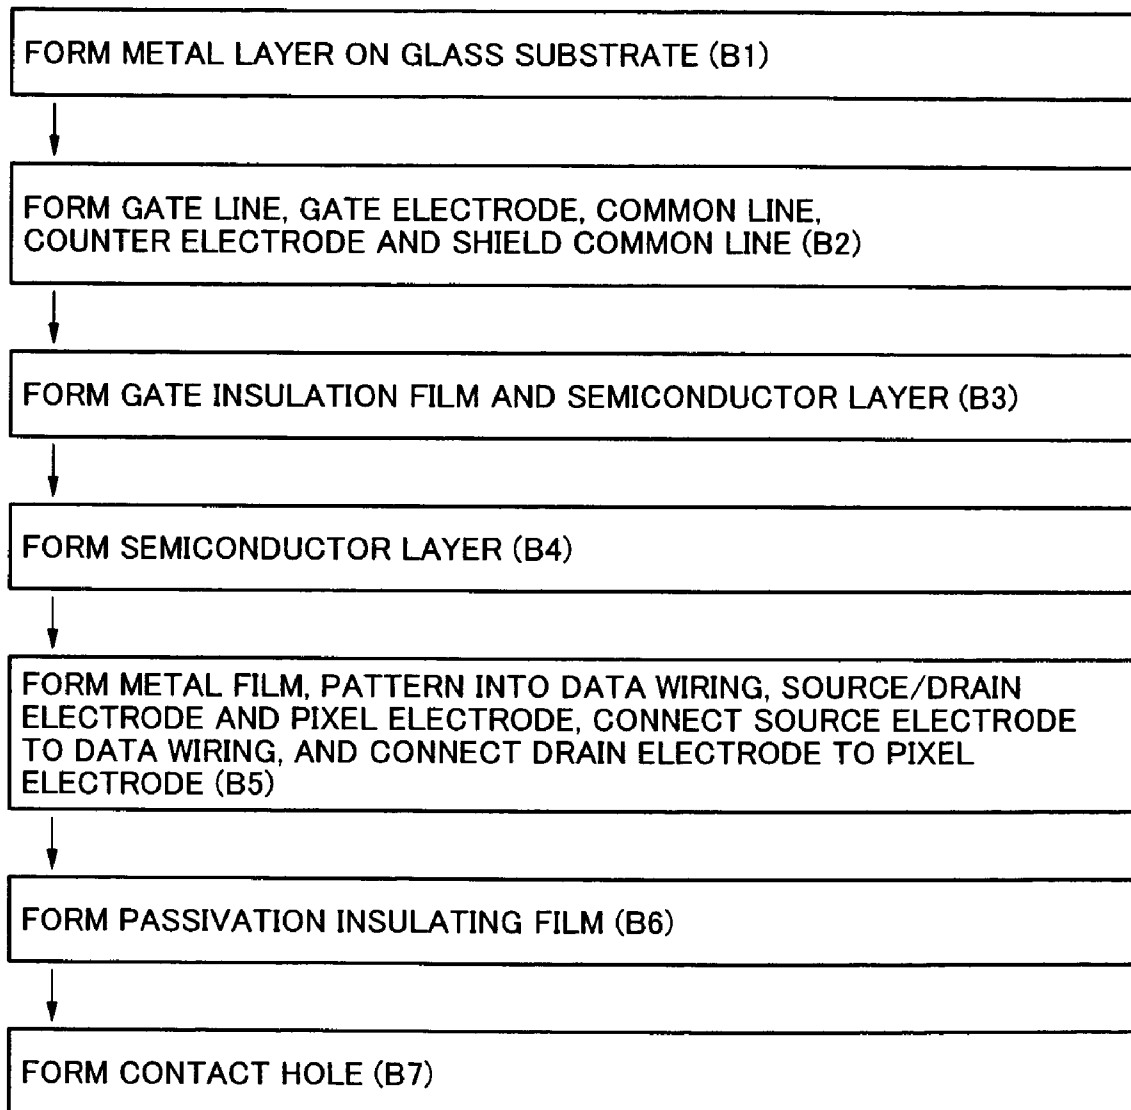 FORM METAL LAYER ON GLASS SUBSTRATE (B1)
FORM GATE LINE, GATE ELECTRODE, COMMON LINE,
COUNTER ELECTRODE AND SHIELD COMMON LINE (B2)
FORM GATE INSULATION FILM AND SEMICONDUCTOR LAYER (B3)
FORM SEMICONDUCTOR LAYER (B4)
FORM METAL FILM, PATTERN INTO DATA WIRING, SOURCE/DRAIN
ELECTRODE AND PIXEL ELECTRODE, CONNECT SOURCE ELECTRODE
TO DATA WIRING, AND CONNECT DRAIN ELECTRODE TO PIXEL
ELECTRODE (B5)
FORM PASSIVATION INSULATING FILM (B6)
FORM CONTACT HOLE (B7)